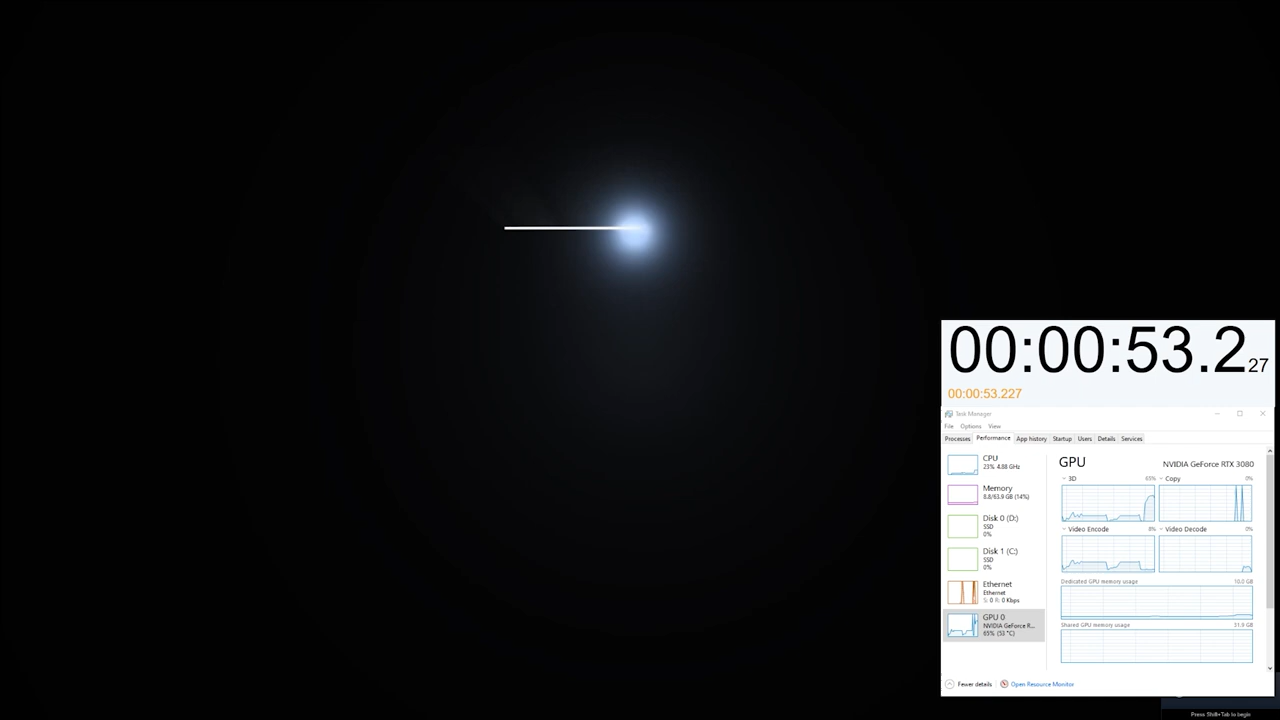 00:00:53.227
00:00:53.227
Task Manager
File Options View
Processes Performance App history Startup Users Details Services
CPU
23% 4.88 GHz
Memory
8.8/63.9 GB (14%)
Disk 0 (D:)
SSD
0%
Disk 1 (C:)
SSD
0%
Ethernet
Ethernet
S: 0 R: 0 Kbps
GPU 0
NVIDIA GeForce R...
65% (53 °C)
GPU NVIDIA GeForce RTX 3080
3D 45% Copy 0%
Video Encode 8% Video Decode 0%
Dedicated GPU memory usage 10.0 GB
Shared GPU memory usage 31.9 GB
Fewer details Open Resource Monitor
Press Shift+Tab to begin